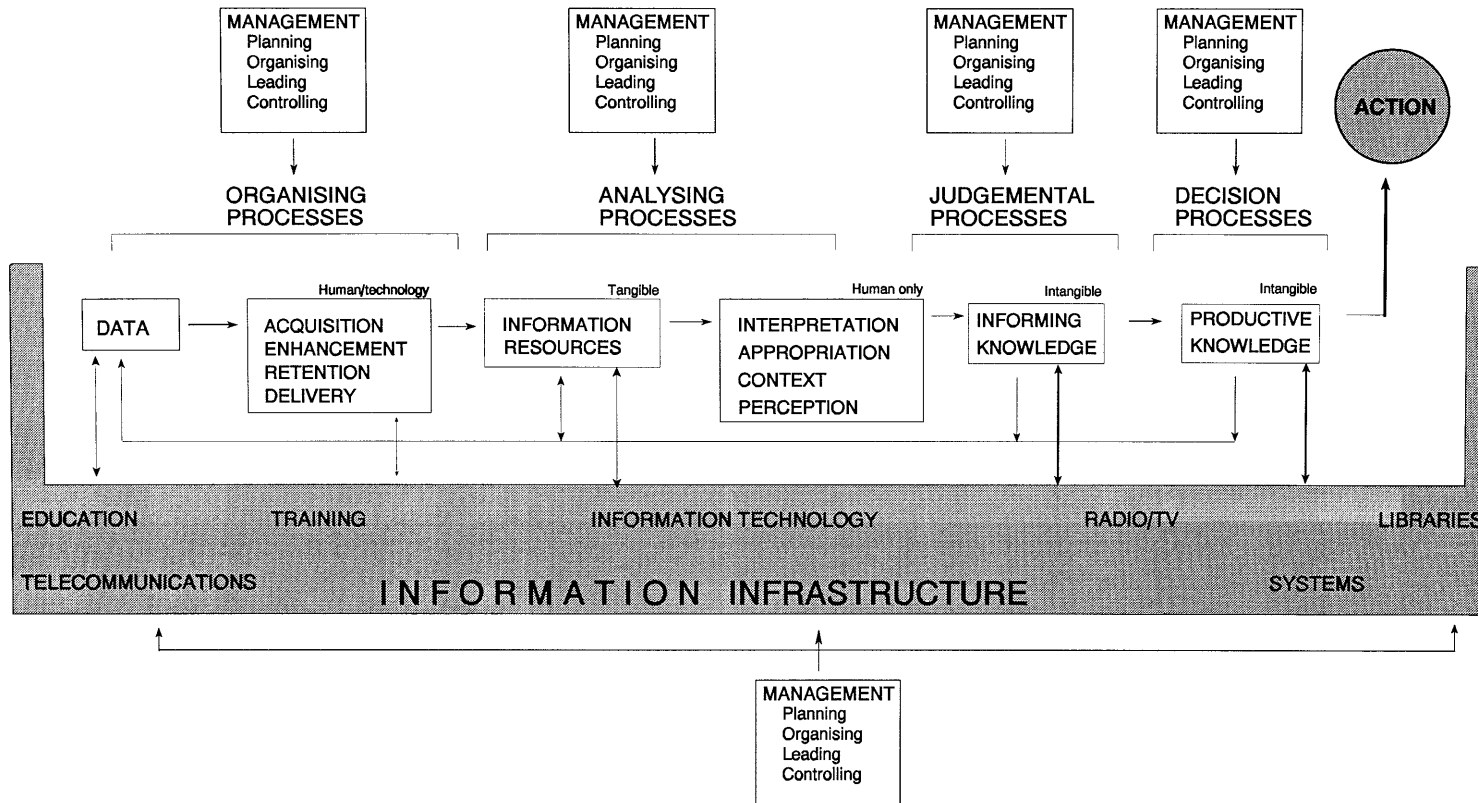 MANAGEMENT
Planning
Organising
Leading
Controlling
MANAGEMENT
Planning
Organising
Leading
Controlling
MANAGEMENT
Planning
Organising
Leading
Controlling
MANAGEMENT
Planning
Organising
Leading
Controlling
ACTION
ORGANISING
PROCESSES
ANALYSING
PROCESSES
JUDGEMENTAL
PROCESSES
DECISION
PROCESSES
DATA
Human/technology
ACQUISITION
ENHANCEMENT
RETENTION
DELIVERY
Tangible
INFORMATION
RESOURCES
Human only
INTERPRETATION
APPROPRIATION
CONTEXT
PERCEPTION
Intangible
INFORMING
KNOWLEDGE
Intangible
PRODUCTIVE
KNOWLEDGE
EDUCATION
TRAINING
INFORMATION TECHNOLOGY
RADIO/TV
LIBRARIES
TELECOMMUNICATIONS
INFORMATION INFRASTRUCTURE
SYSTEMS
MANAGEMENT
Planning
Organising
Leading
Controlling